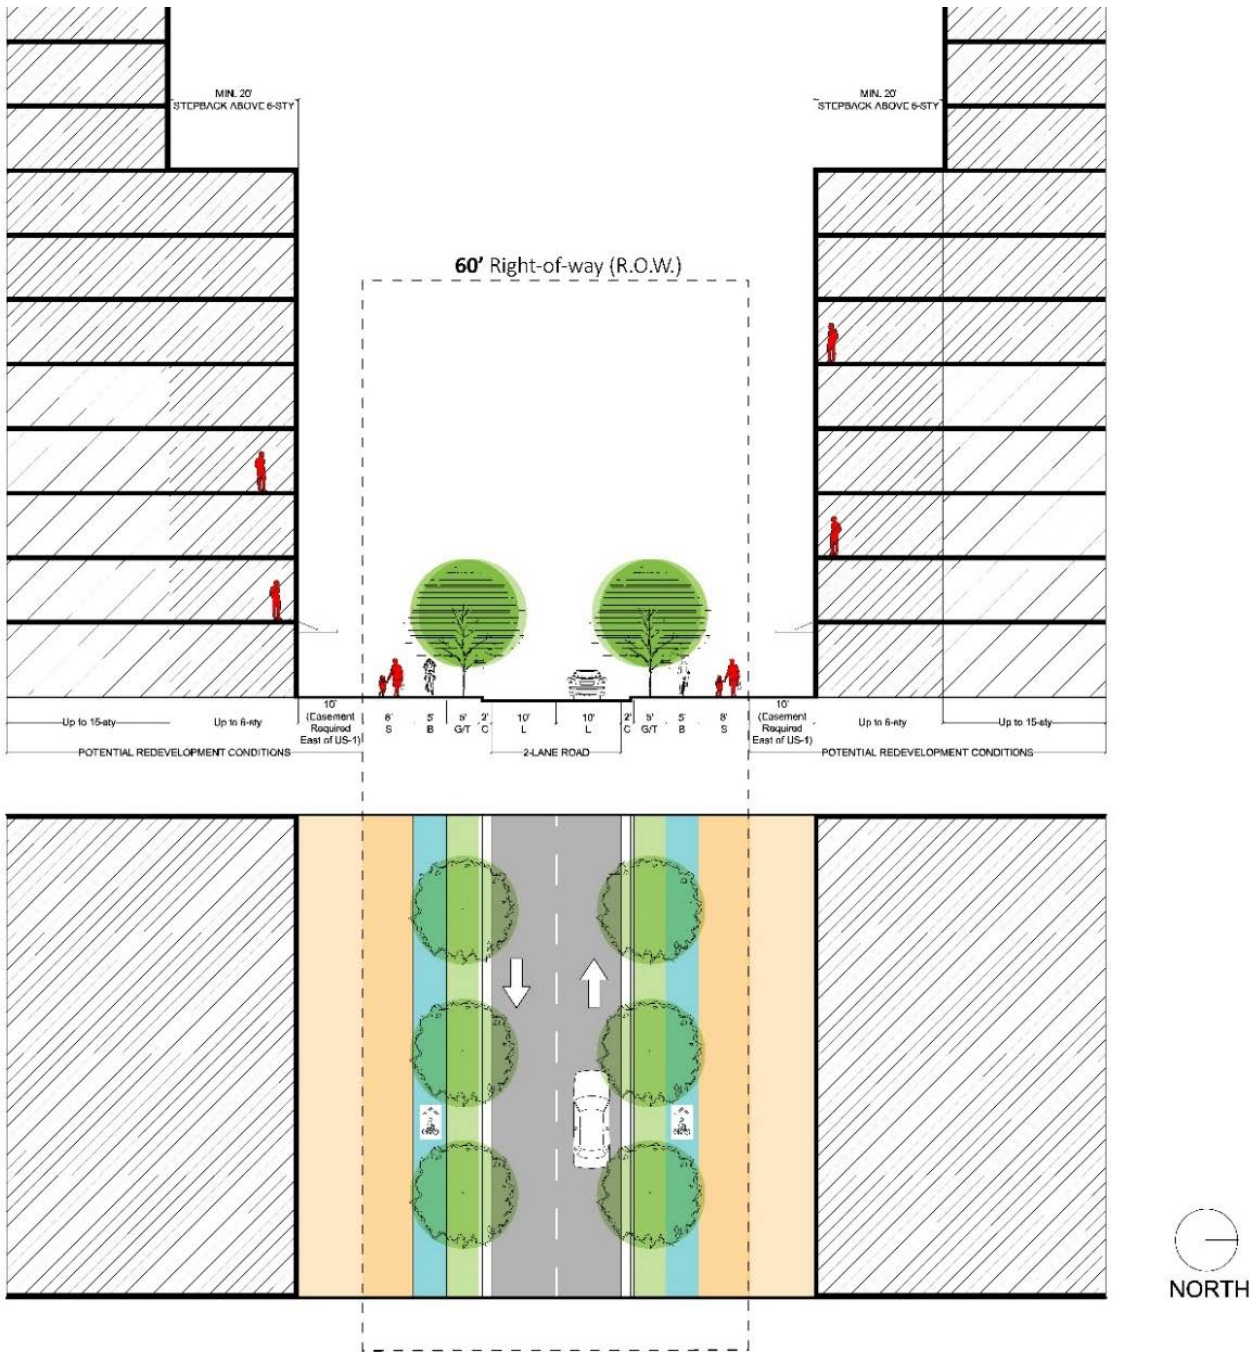 MIN. 20'
STEPBACK ABOVE 6-STY
MIN. 20'
STEPBACK ABOVE 6-STY
60' Right-of-way (R.O.W.)
Up to 15-sty
Up to 6-sty
10'
(Easement
Required
East of US-1)
8'
S
5'
B
5'
G/T
2'
C
10'
L
10'
L
2'
C
5'
G/T
5'
B
8'
S
10'
(Easement
Required
East of US-1)
Up to 6-sty
Up to 15-sty
POTENTIAL REDEVELOPMENT CONDITIONS
2-LANE ROAD
POTENTIAL REDEVELOPMENT CONDITIONS
NORTH